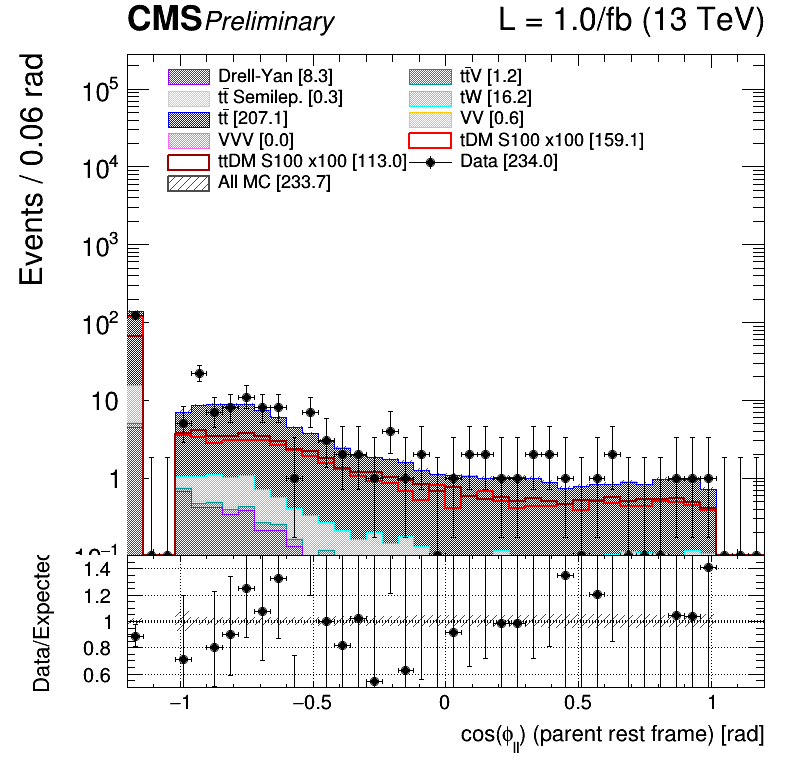 CMS Preliminary L = 1.0/fb (13 TeV)
Events / 0.06 rad
Drell-Yan [8.3]
tt̄ Semilep. [0.3]
tt̄ [207.1]
VVV [0.0]
ttDM S100 x100 [113.0]
All MC [233.7]
tt̄V [1.2]
tW [16.2]
VV [0.6]
tDM S100 x100 [159.1]
Data [234.0]
10⁵
10⁴
10³
10²
10
1
10⁻¹
Data/Expected
1.4
1.2
1
0.8
0.6
−1 −0.5 0 0.5 1
cos(ϕ_ll) (parent rest frame) [rad]